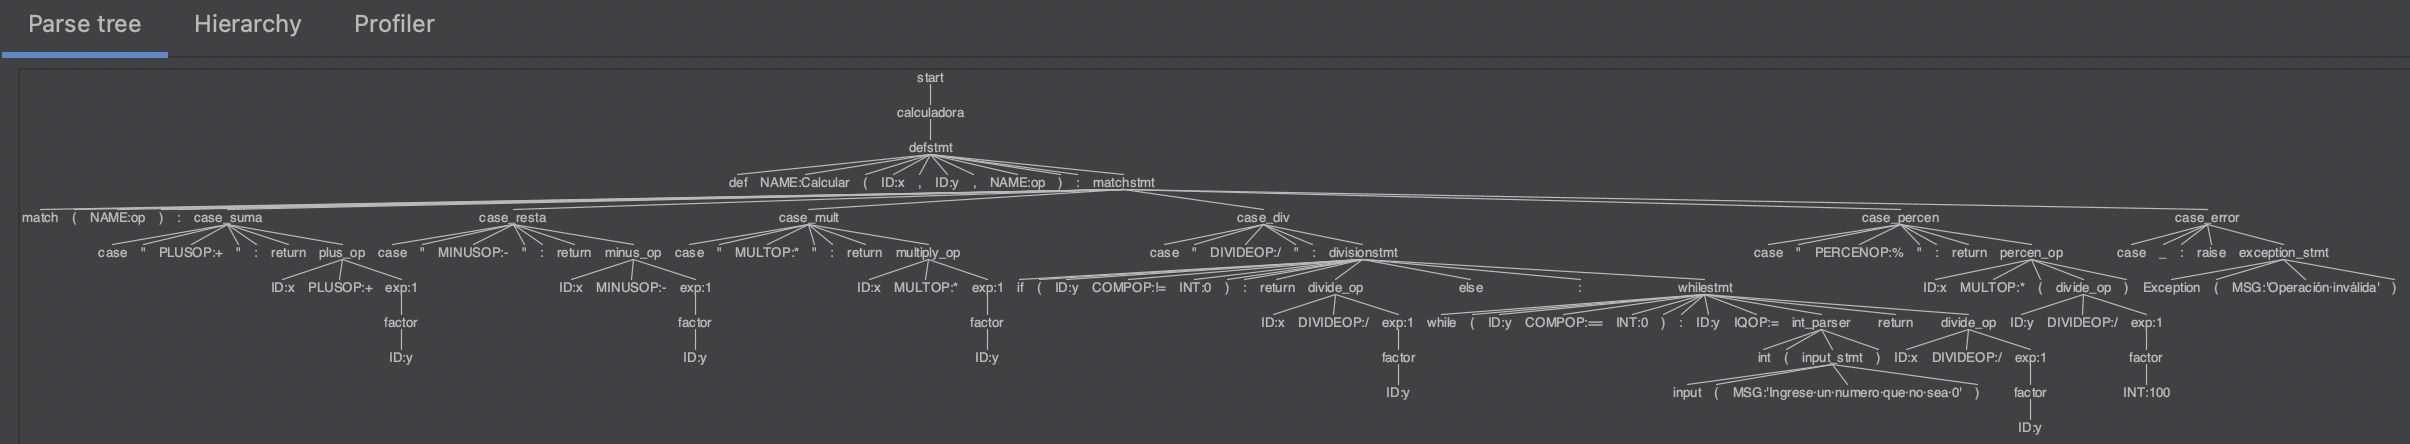 Parse tree Hierarchy Profiler
start
calculadora
defstmt
def NAME:Calcular ( ID:x , ID:y , NAME:op ) : matchstmt
match ( NAME:op ) : case_suma case_resta case_mult case_div case_percen case_error
case " PLUSOP:+ " : return plus_op case " MINUSOP:- " : return minus_op case " MULTOP:* " : return multiply_op case " DIVIDEOP:/ " : divisionstmt case " PERCENOP:% " : return percen_op case _ : raise exception_stmt
ID:x PLUSOP:+ exp:1 ID:x MINUSOP:- exp:1 ID:x MULTOP:* exp:1 if ( ID:y COMPOP:!= INT:0 ) : return divide_op else : whilestmt ID:x MULTOP:* ( divide_op ) Exception ( MSG:'Operación·inválida' )
factor factor factor ID:x DIVIDEOP:/ exp:1 while ( ID:y COMPOP:== INT:0 ) : ID:y IQOP:= int_parser return divide_op ID:y DIVIDEOP:/ exp:1
ID:y ID:y ID:y factor int ( input_stmt ) ID:x DIVIDEOP:/ exp:1 factor
ID:y input ( MSG:'Ingrese·un·numero·que·no·sea·0' ) factor INT:100
ID:y